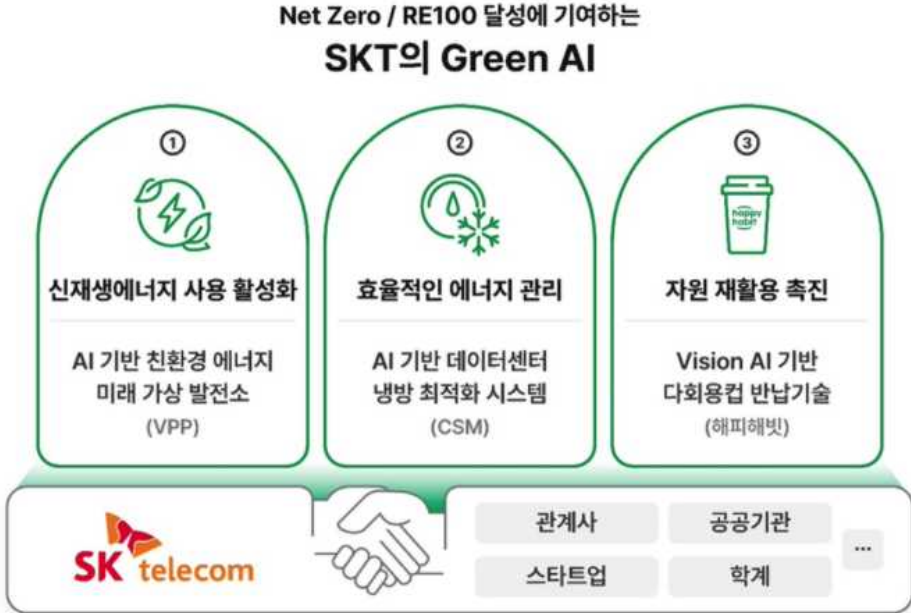 Net Zero / RE100 달성에 기여하는
SKT의 Green AI
①
신재생에너지 사용 활성화
AI 기반 친환경 에너지
미래 가상 발전소
(VPP)
②
효율적인 에너지 관리
AI 기반 데이터센터
냉방 최적화 시스템
(CSM)
③
happy
habit
자원 재활용 촉진
Vision AI 기반
다회용컵 반납기술
(해피해빗)
SK telecom
관계사
공공기관
스타트업
학계
...